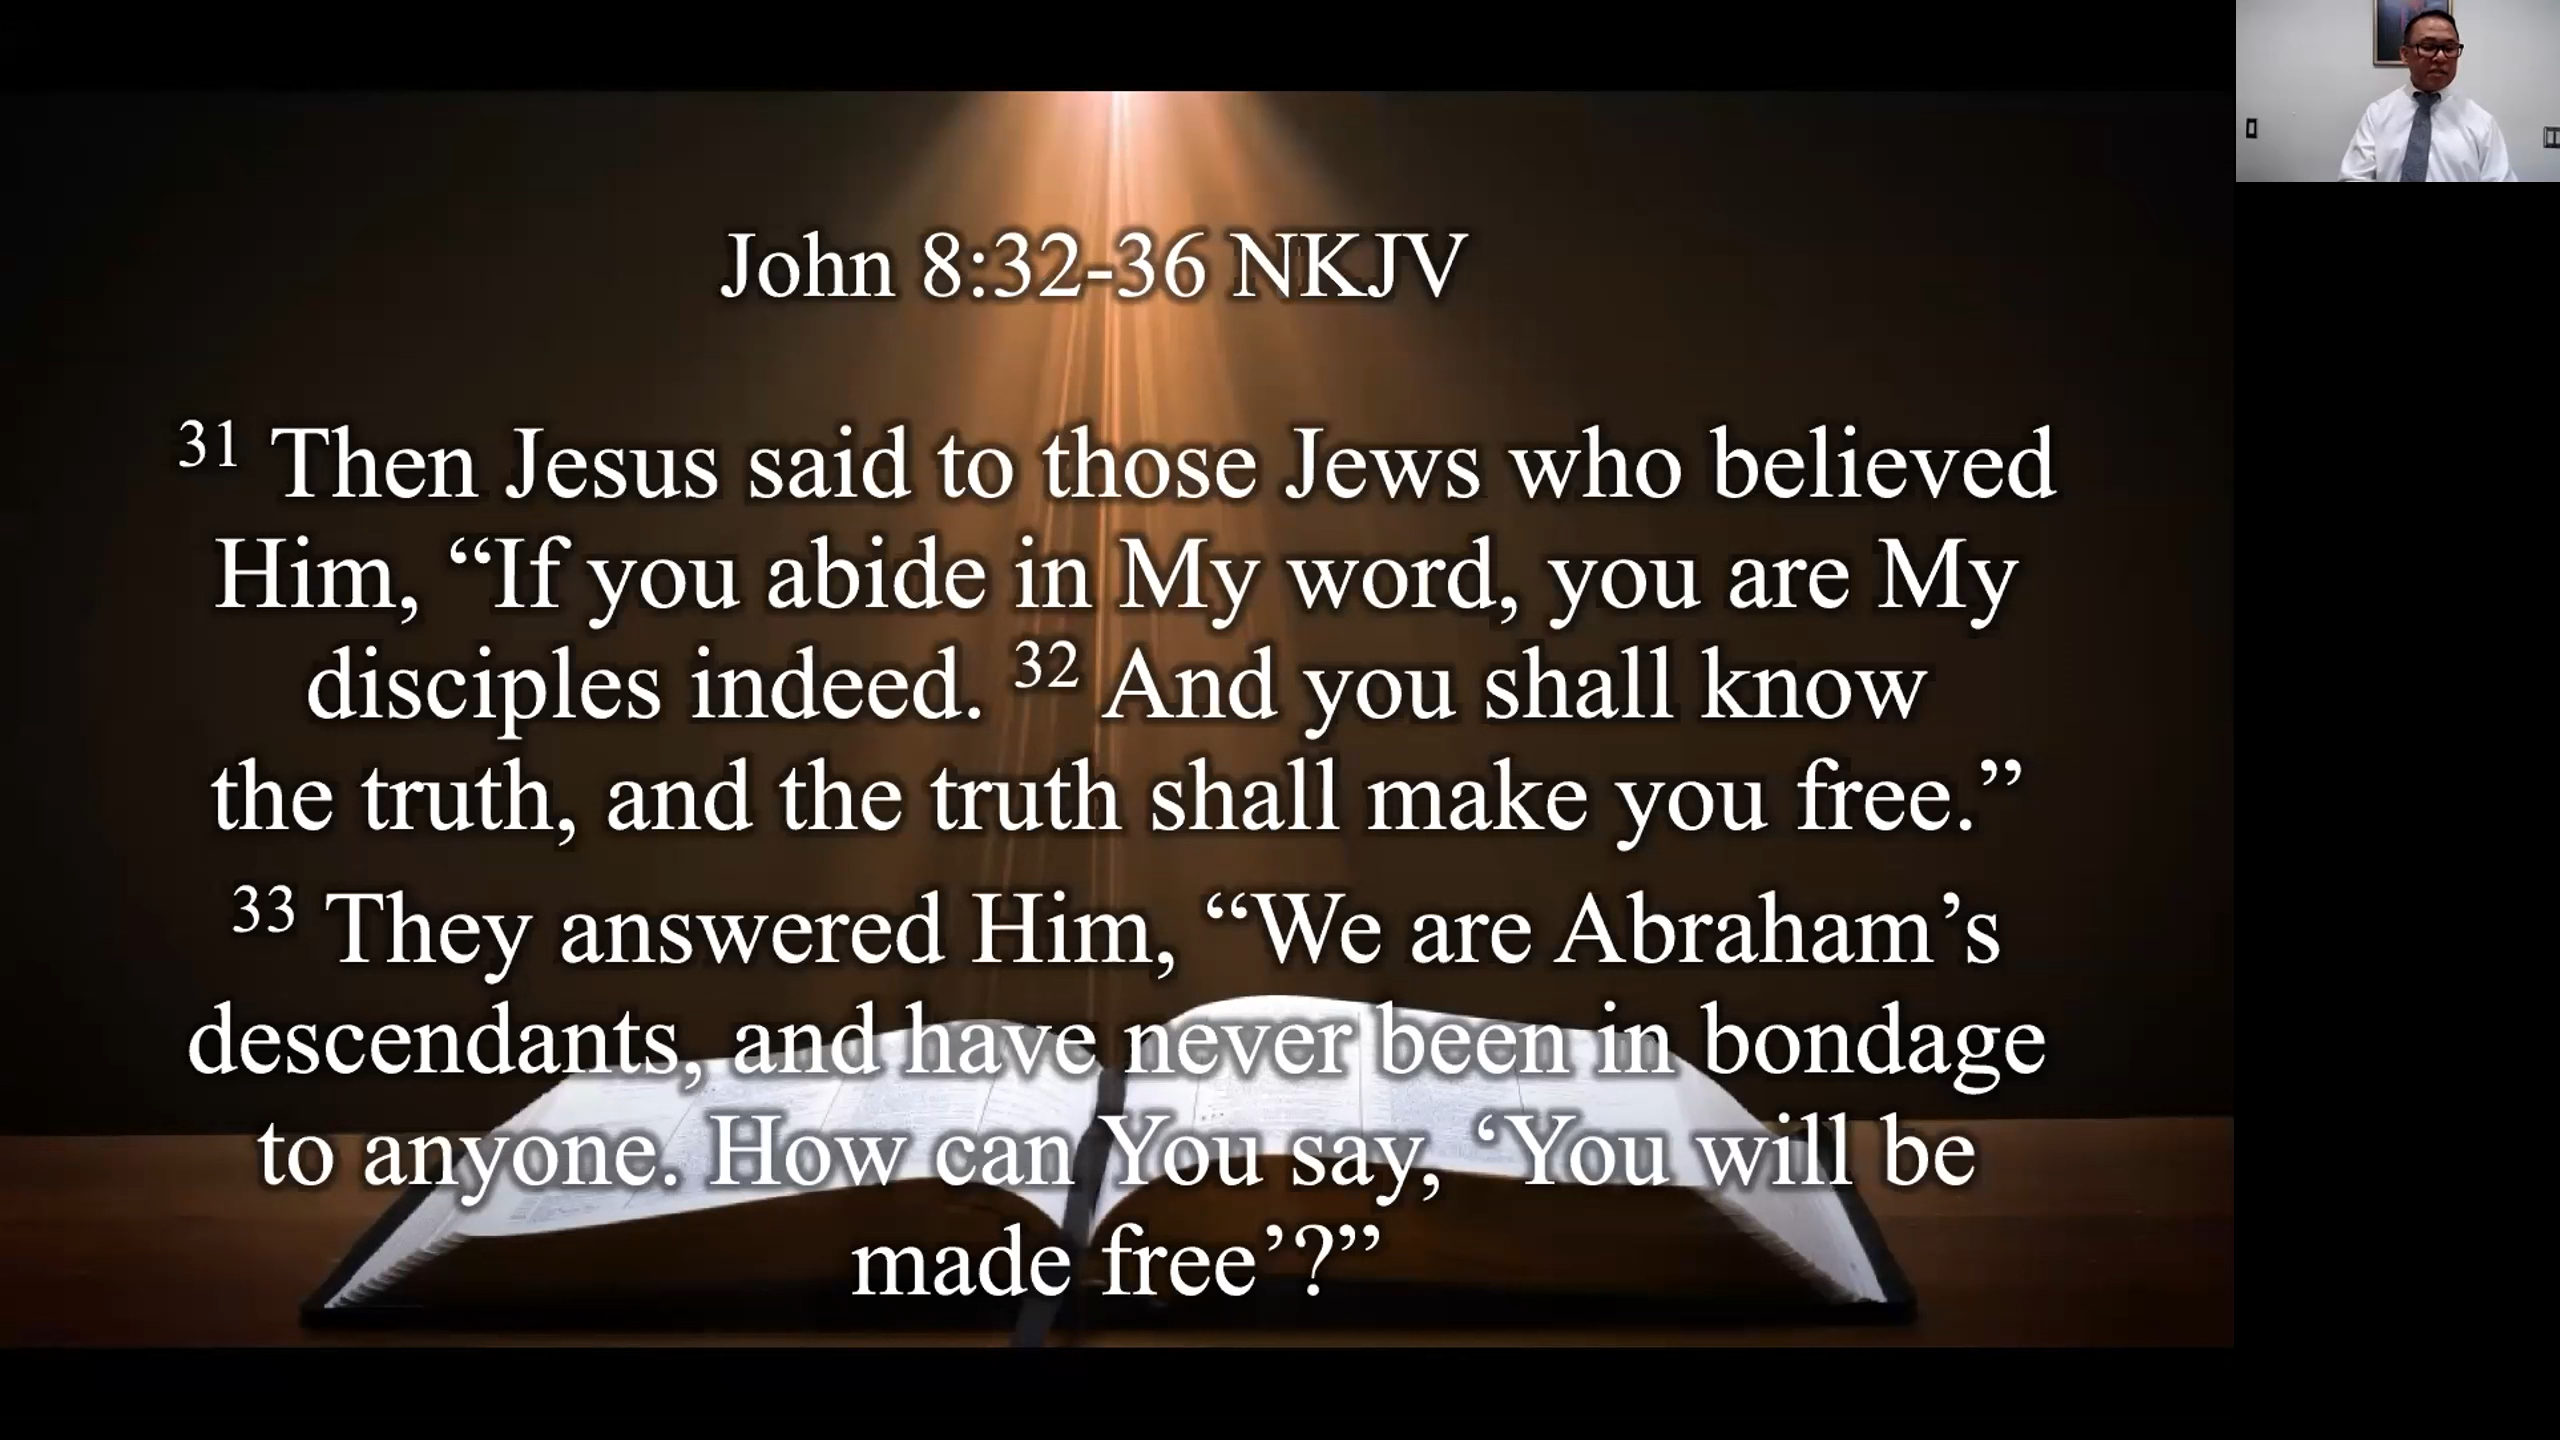 John 8:32-36 NKJV
31 Then Jesus said to those Jews who believed
Him, “If you abide in My word, you are My
disciples indeed. 32 And you shall know
the truth, and the truth shall make you free.”
33 They answered Him, “We are Abraham’s
descendants, and have never been in bondage
to anyone. How can You say, ‘You will be
made free’?”